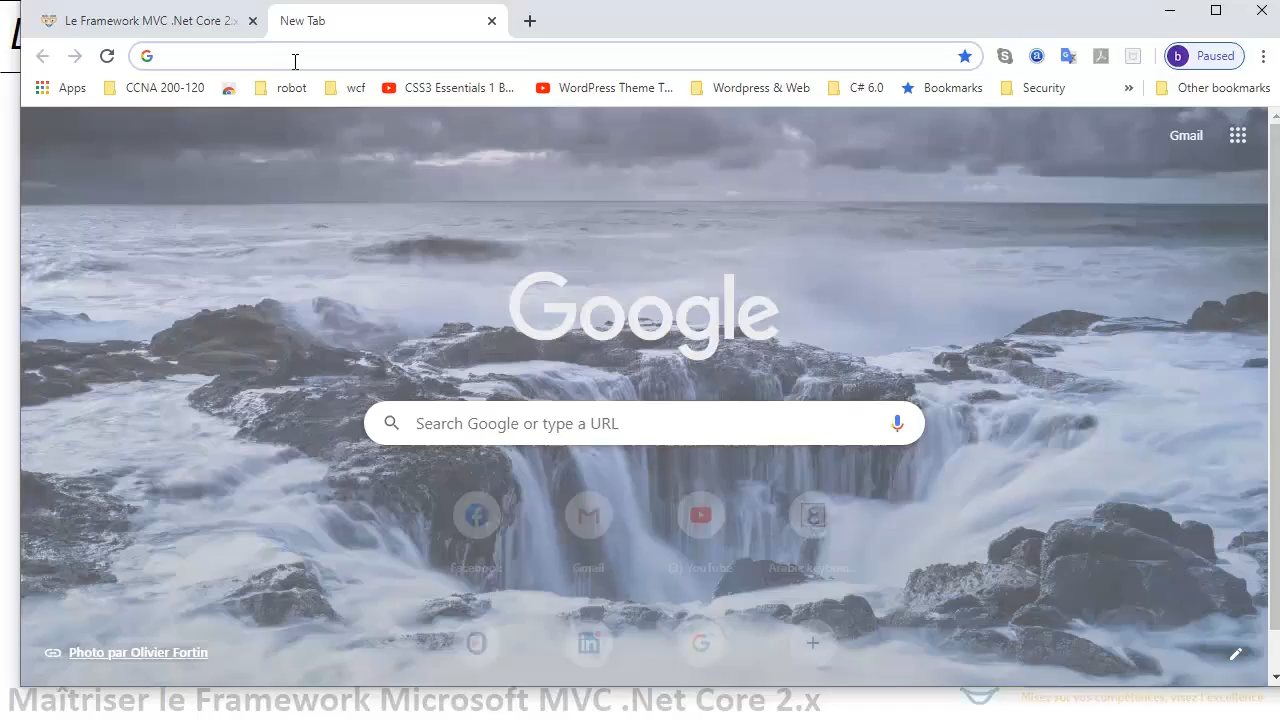 Le Framework MVC .Net Core 2.
New Tab
b Paused
Apps
CCNA 200-120
robot
wcf
CSS3 Essentials 1 B...
WordPress Theme T...
Wordpress & Web
C# 6.0
Bookmarks
Security
»
Other bookmarks
Gmail
Google
Search Google or type a URL
Facebook
Gmail
YouTube
Arabic keyboa...
Photo par Olivier Fortin
Maîtriser le Framework Microsoft MVC .Net Core 2.x
Misez sur vos compétences, visez l'excellence